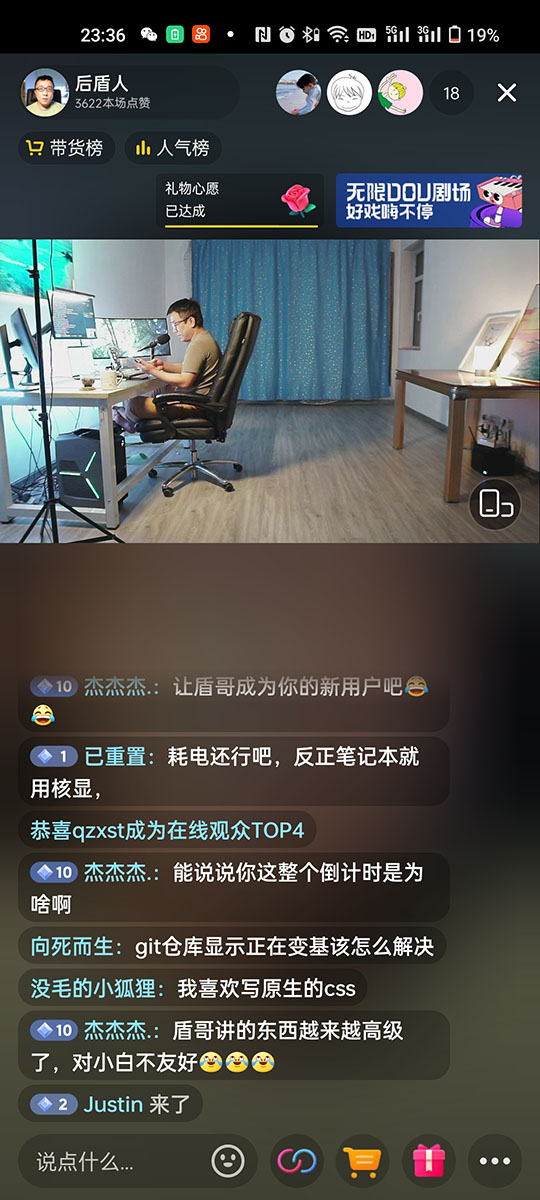 23:36
HD
5G
3G
19%
后盾人
3622本场点赞
18
带货榜
人气榜
礼物心愿
已达成
无限DOU剧场
好戏嗨不停
10 杰杰杰.：让盾哥成为你的新用户吧😂
😂
1 已重置：耗电还行吧，反正笔记本就
用核显，
恭喜qzxst成为在线观众TOP4
10 杰杰杰.：能说说你这整个倒计时是为
啥啊
向死而生：git仓库显示正在变基该怎么解决
没毛的小狐狸：我喜欢写原生的css
10 杰杰杰.：盾哥讲的东西越来越高级
了，对小白不友好😂😂😂
2 Justin 来了
说点什么...